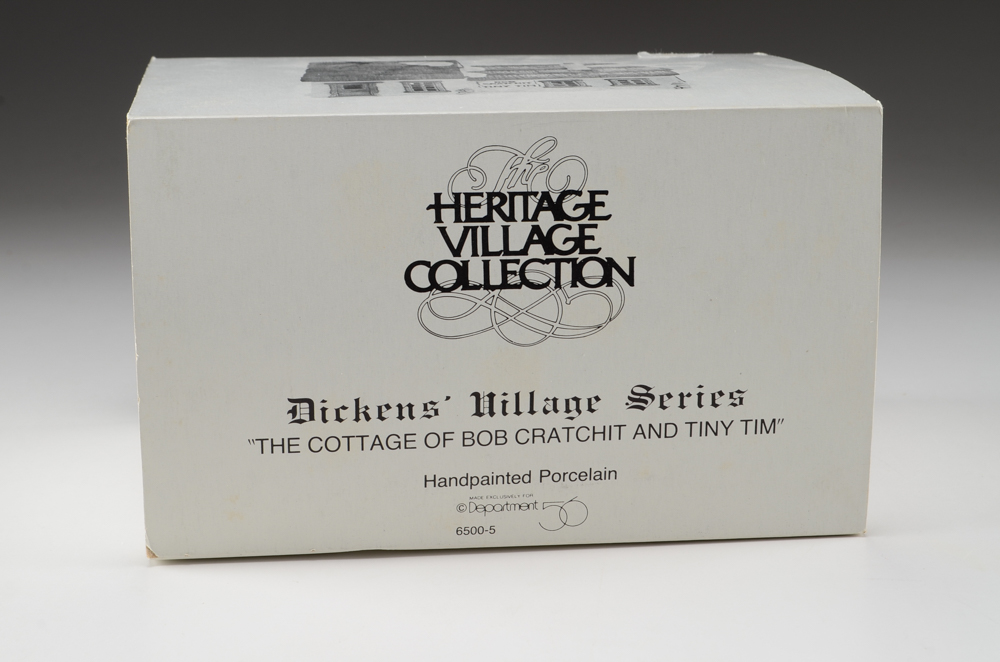 The
HERITAGE
VILLAGE
COLLECTION
Dickens' Village Series
"THE COTTAGE OF BOB CRATCHIT AND TINY TIM"
Handpainted Porcelain
MADE EXCLUSIVELY FOR
©Department 56
6500-5